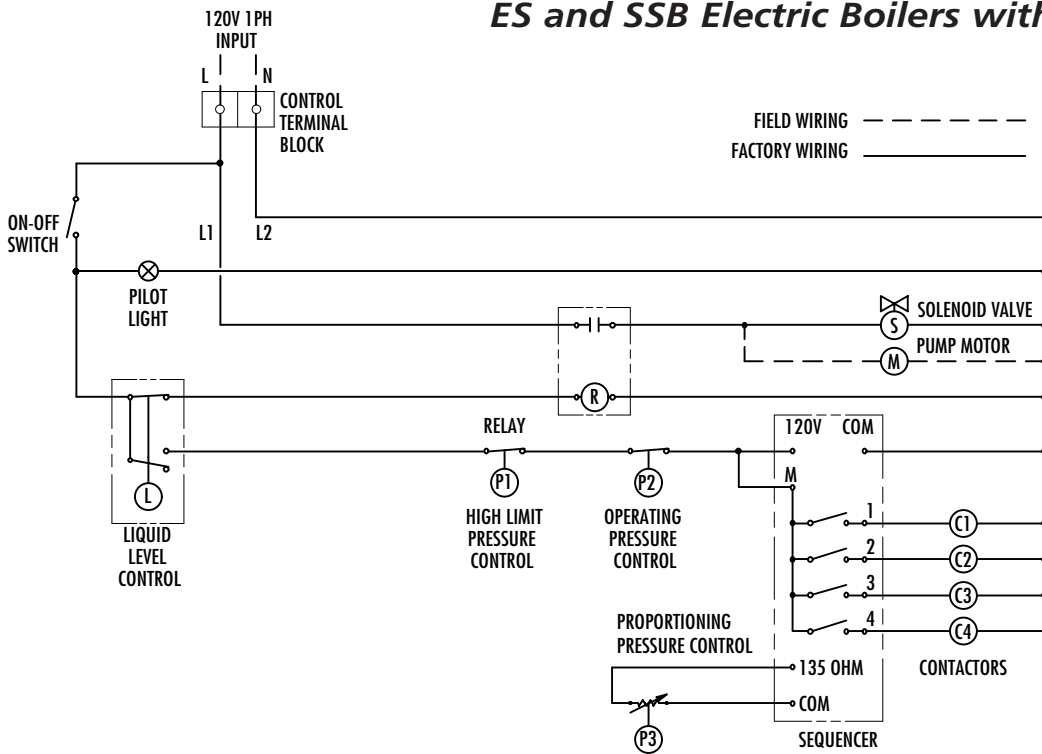 ES and SSB Electric Boilers with
120V 1PH
INPUT
L
N
CONTROL
TERMINAL
BLOCK
FIELD WIRING
FACTORY WIRING
ON-OFF
SWITCH
L1
L2
PILOT
LIGHT
S
SOLENOID VALVE
M
PUMP MOTOR
R
RELAY
120V
COM
M
L
LIQUID
LEVEL
CONTROL
P1
HIGH LIMIT
PRESSURE
CONTROL
P2
OPERATING
PRESSURE
CONTROL
1
C1
2
C2
3
C3
4
C4
CONTACTORS
PROPORTIONING
PRESSURE CONTROL
135 OHM
COM
P3
SEQUENCER